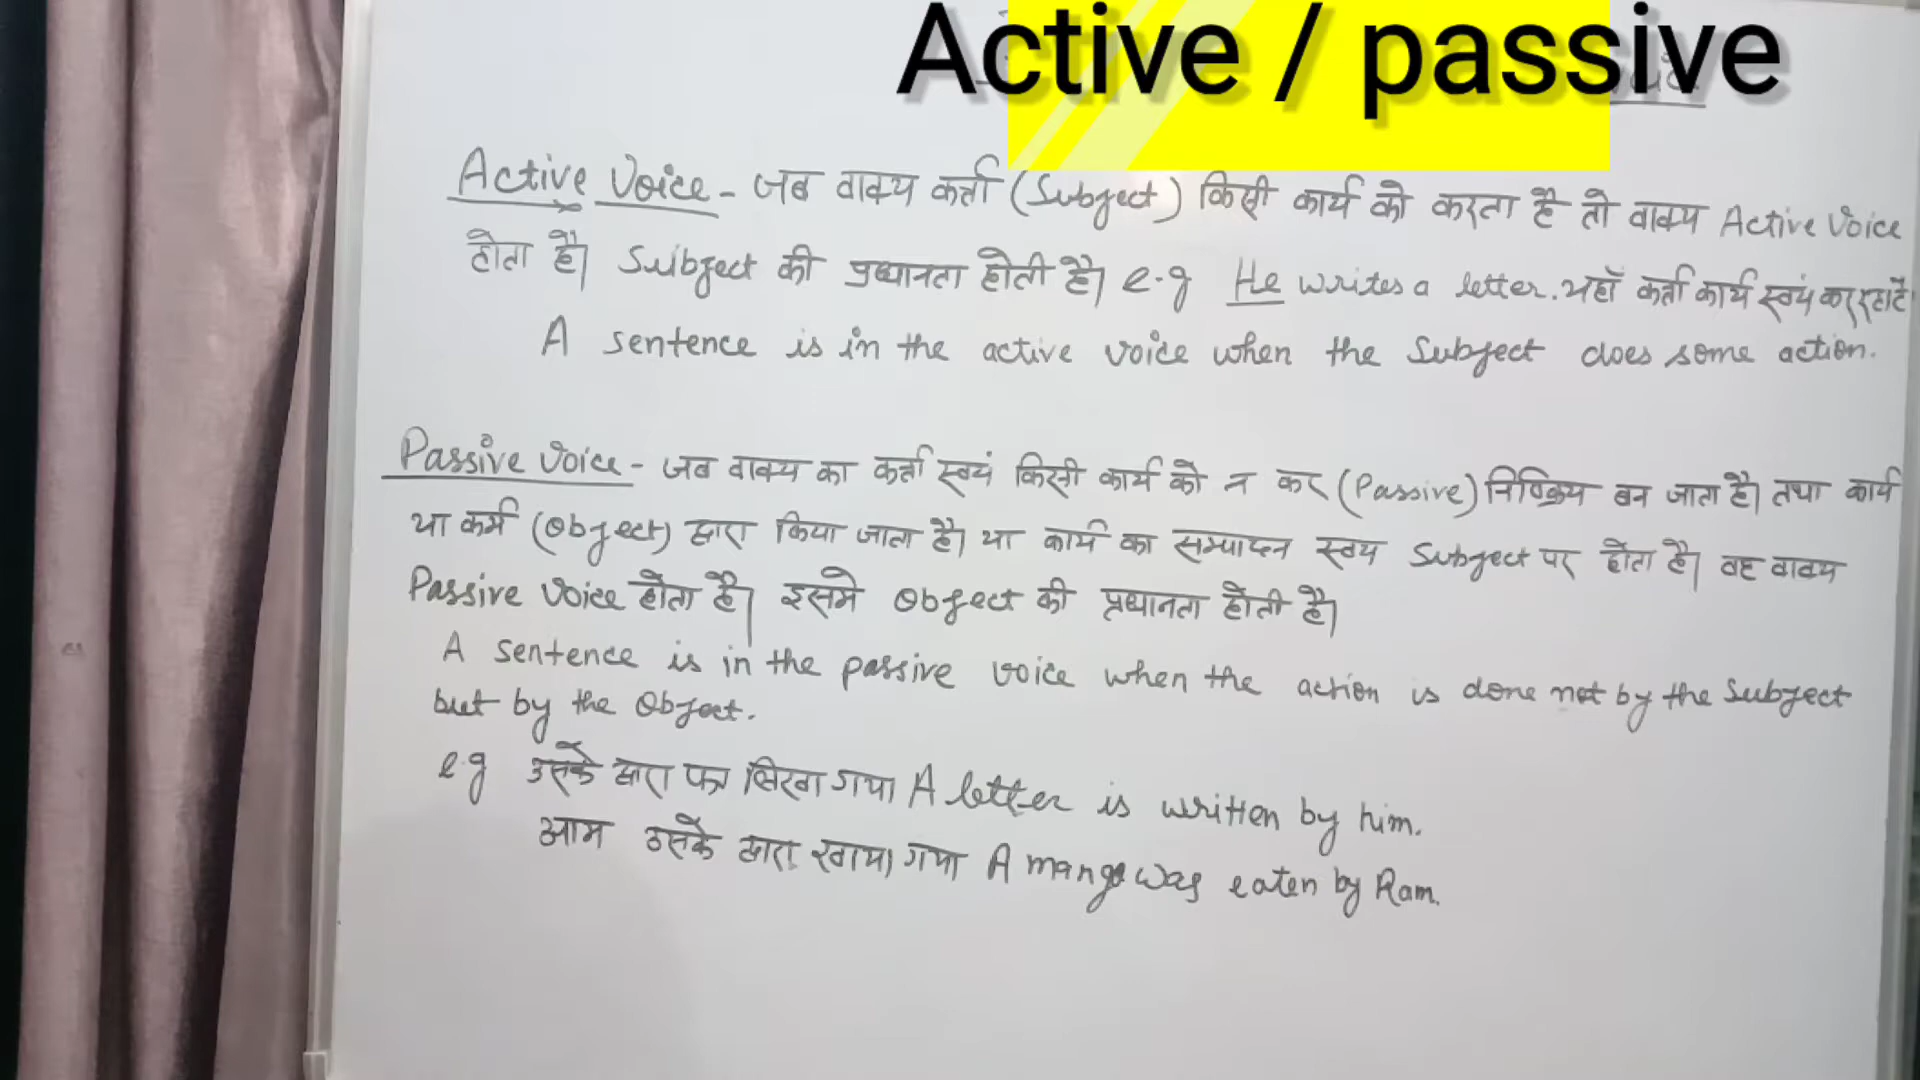 Active / passive
Active Voice - जब वाक्य कर्ता (Subject) किसी कार्य को करता है तो वाक्य Active Voice
होता है। Subject की प्रधानता होती है। e.g He writes a letter. यहाँ कर्ता कार्य स्वयं कर रहा है
A sentence is in the active voice when the Subject does some action.
Passive Voice - जब वाक्य का कर्ता स्वयं किसी कार्य को न कर (Passive) निष्क्रिय बन जाता है। तथा कार्य
या कर्म (Object) द्वारा किया जाता है। या कार्य का सम्पादन स्वय Subject पर होता है। वह वाक्य
Passive Voice होता है। इसमे Object की प्रधानता होती है।
A sentence is in the passive voice when the action is done not by the Subject
but by the Object.
e.g उसके द्वारा पत्र लिखा गया A letter is written by him.
आम उसके द्वारा खाया गया A mango was eaten by Ram.